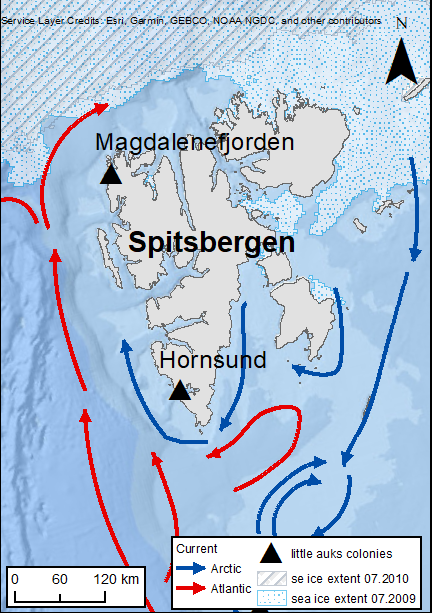 Service Layer Credits: Esri, Garmin, GEBCO, NOAA NGDC, and other contributors
N
Magdalenefjorden
Spitsbergen
Hornsund
Current
Arctic
Atlantic
little auks colonies
se ice extent 07.2010
sea ice extent 07.2009
0 60 120 km